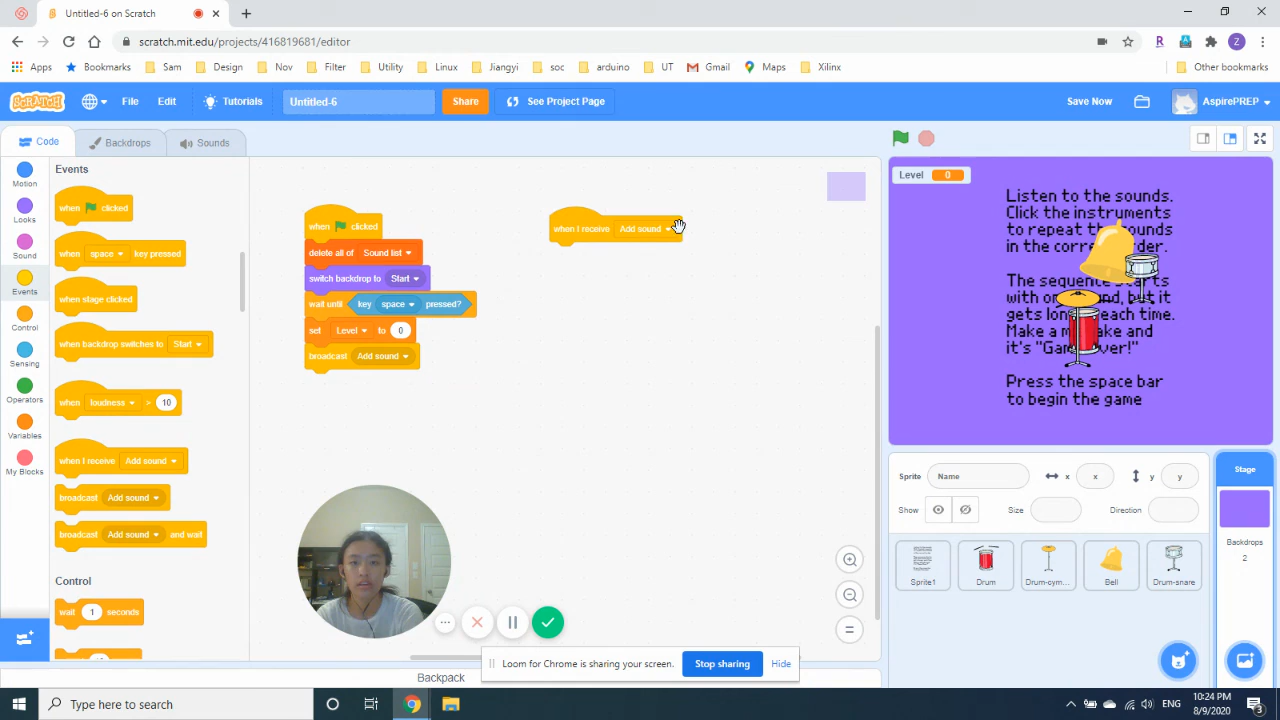 Untitled-6 on Scratch
scratch.mit.edu/projects/416819681/editor
Apps Bookmarks Sam Design Nov Filter Utility Linux Jiangyi soc arduino UT Gmail Maps Xilinx Other bookmarks
SCRATCH File Edit Tutorials Untitled-6 Share See Project Page Save Now AspirePREP
Code Backdrops Sounds
Motion
Looks
Sound
Events
Control
Sensing
Operators
Variables
My Blocks
Events
when clicked
when space key pressed
when stage clicked
when backdrop switches to Start
when loudness > 10
when I receive Add sound
broadcast Add sound
broadcast Add sound and wait
Control
wait 1 seconds
when clicked
delete all of Sound list
switch backdrop to Start
wait until key space pressed?
set Level to 0
broadcast Add sound
when I receive Add sound
Level 0
Listen to the sounds.
Click the instruments
to repeat the sounds
in the order.
The sequence starts
with it
gets each time.
Make a and
it's
Press the space bar
to begin the game
Sprite Name x x y y
Show Size Direction
Sprite1 Drum Drum-cym... Bell Drum-snare
Stage
Backdrops
2
Loom for Chrome is sharing your screen. Stop sharing Hide
Backpack
Type here to search
ENG
10:24 PM
8/9/2020
3